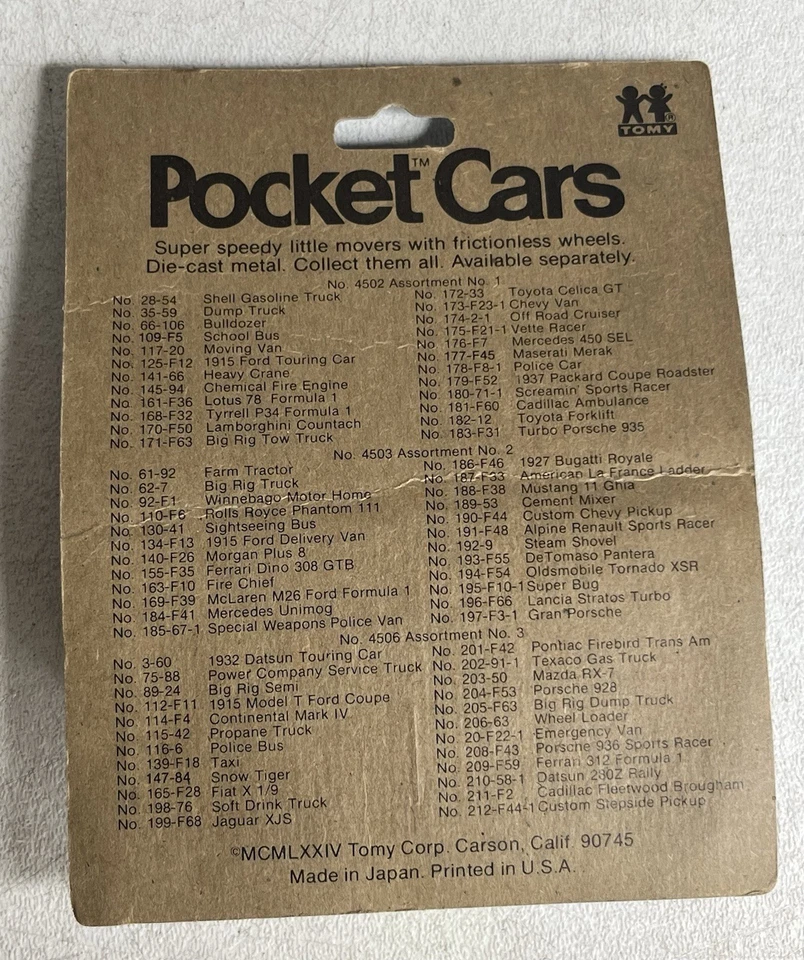 TOMY®
Pocket™ Cars
Super speedy little movers with frictionless wheels.
Die-cast metal. Collect them all. Available separately.
No. 4502 Assortment No. 1
No. 28-54 Shell Gasoline Truck
No. 35-59 Dump Truck
No. 66-106 Bulldozer
No. 109-F5 School Bus
No. 117-20 Moving Van
No. 125-F12 1915 Ford Touring Car
No. 141-66 Heavy Crane
No. 145-94 Chemical Fire Engine
No. 161-F36 Lotus 78 Formula 1
No. 168-F32 Tyrrell P34 Formula 1
No. 170-F50 Lamborghini Countach
No. 171-F63 Big Rig Tow Truck
No. 172-33 Toyota Celica GT
No. 173-F23-1 Chevy Van
No. 174-2-1 Off Road Cruiser
No. 175-F21-1 Vette Racer
No. 176-F7 Mercedes 450 SEL
No. 177-F45 Maserati Merak
No. 178-F8-1 Police Car
No. 179-F52 1937 Packard Coupe Roadster
No. 180-71-1 Screamin' Sports Racer
No. 181-F60 Cadillac Ambulance
No. 182-12 Toyota Forklift
No. 183-F31 Turbo Porsche 935
No. 4503 Assortment No. 2
No. 61-92 Farm Tractor
No. 62-7 Big Rig Truck
No. 92-F1 Winnebago Motor Home
No. 110-F6 Rolls Royce Phantom 111
No. 130-41 Sightseeing Bus
No. 134-F13 1915 Ford Delivery Van
No. 140-F26 Morgan Plus 8
No. 155-F35 Ferrari Dino 308 GTB
No. 163-F10 Fire Chief
No. 169-F39 McLaren M26 Ford Formula 1
No. 184-F41 Mercedes Unimog
No. 185-67-1 Special Weapons Police Van
No. 186-F46 1927 Bugatti Royale
No. 187-F33 American La France Ladder
No. 188-F38 Mustang 11 Ghia
No. 189-53 Cement Mixer
No. 190-F44 Custom Chevy Pickup
No. 191-F48 Alpine Renault Sports Racer
No. 192-9 Steam Shovel
No. 193-F55 DeTomaso Pantera
No. 194-F54 Oldsmobile Tornado XSR
No. 195-F10-1 Super Bug
No. 196-F66 Lancia Stratos Turbo
No. 197-F3-1 Gran Porsche
No. 4506 Assortment No. 3
No. 3-60 1932 Datsun Touring Car
No. 75-88 Power Company Service Truck
No. 89-24 Big Rig Semi
No. 112-F11 1915 Model T Ford Coupe
No. 114-F4 Continental Mark IV
No. 115-42 Propane Truck
No. 116-6 Police Bus
No. 139-F18 Taxi
No. 147-84 Snow Tiger
No. 165-F28 Fiat X 1/9
No. 198-76 Soft Drink Truck
No. 199-F68 Jaguar XJS
No. 201-F42 Pontiac Firebird Trans Am
No. 202-91-1 Texaco Gas Truck
No. 203-50 Mazda RX-7
No. 204-F53 Porsche 928
No. 205-F63 Big Rig Dump Truck
No. 206-63 Wheel Loader
No. 20-F22-1 Emergency Van
No. 208-F43 Porsche 936 Sports Racer
No. 209-F59 Ferrari 312 Formula 1
No. 210-58-1 Datsun 280Z Rally
No. 211-F2 Cadillac Fleetwood Brougham
No. 212-F44-1 Custom Stepside Pickup
©MCMLXXIV Tomy Corp. Carson, Calif. 90745
Made in Japan. Printed in U.S.A.